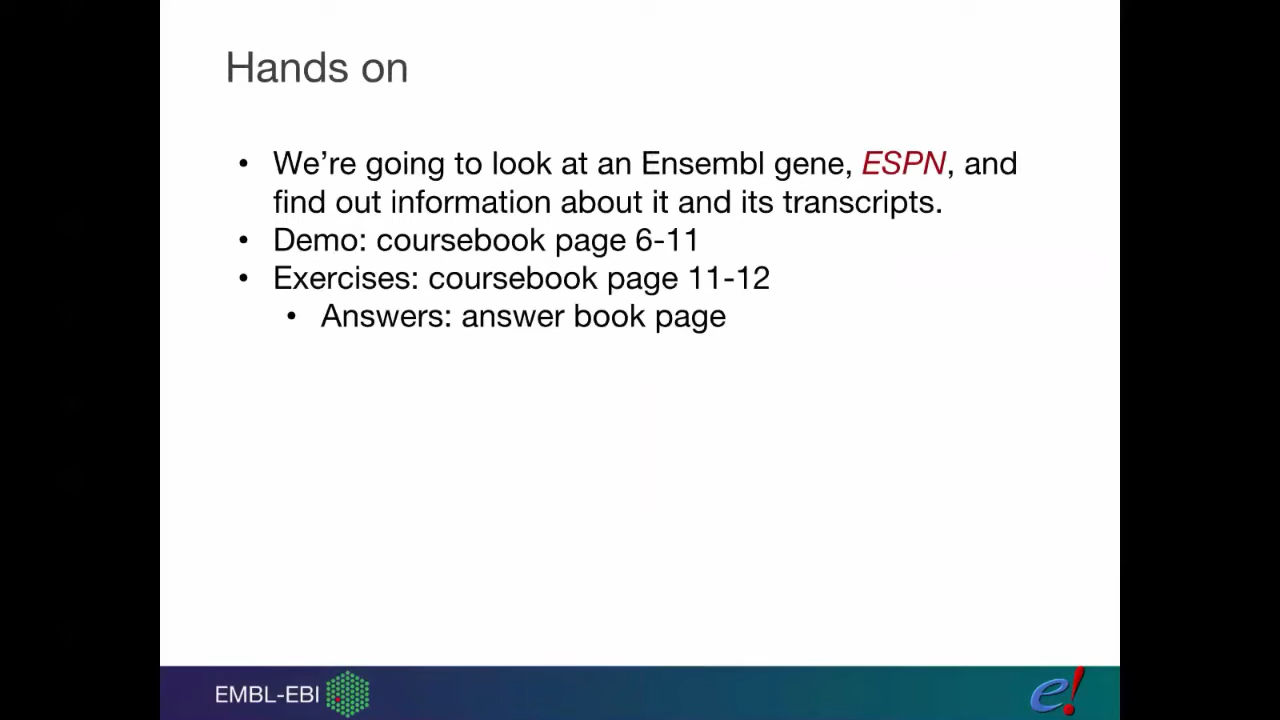 Hands on
• We’re going to look at an Ensembl gene, ESPN, and
find out information about it and its transcripts.
• Demo: coursebook page 6-11
• Exercises: coursebook page 11-12
• Answers: answer book page
EMBL-EBI
e!